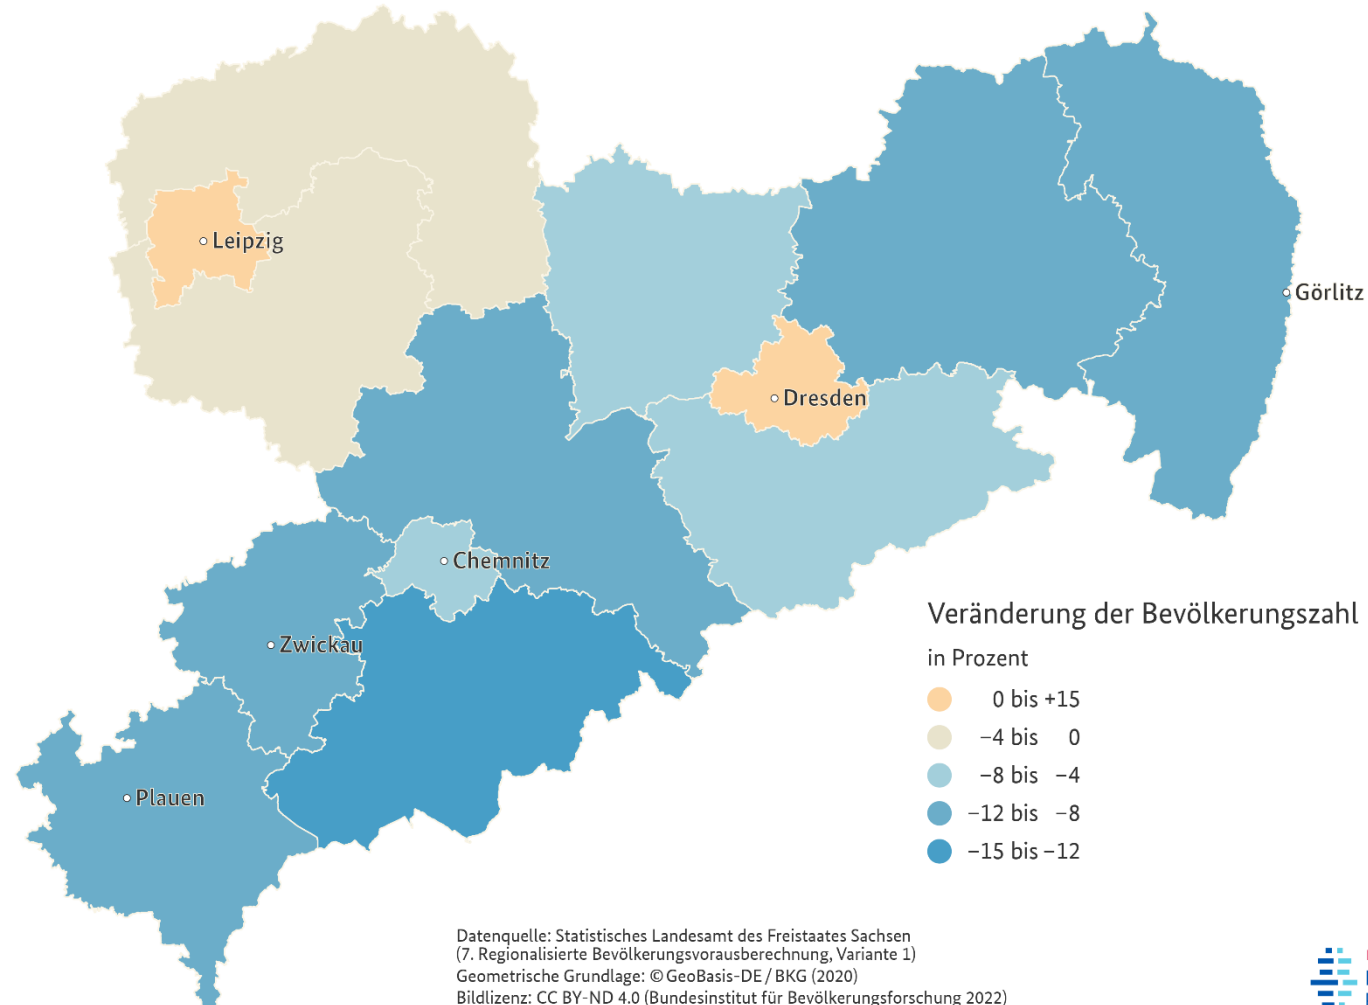 Leipzig
Görlitz
Dresden
Chemnitz
Zwickau
Plauen
Veränderung der Bevölkerungszahl
in Prozent
0 bis +15
−4 bis 0
−8 bis −4
−12 bis −8
−15 bis −12
Datenquelle: Statistisches Landesamt des Freistaates Sachsen
(7. Regionalisierte Bevölkerungsvorausberechnung, Variante 1)
Geometrische Grundlage: © GeoBasis-DE / BKG (2020)
Bildlizenz: CC BY-ND 4.0 (Bundesinstitut für Bevölkerungsforschung 2022)